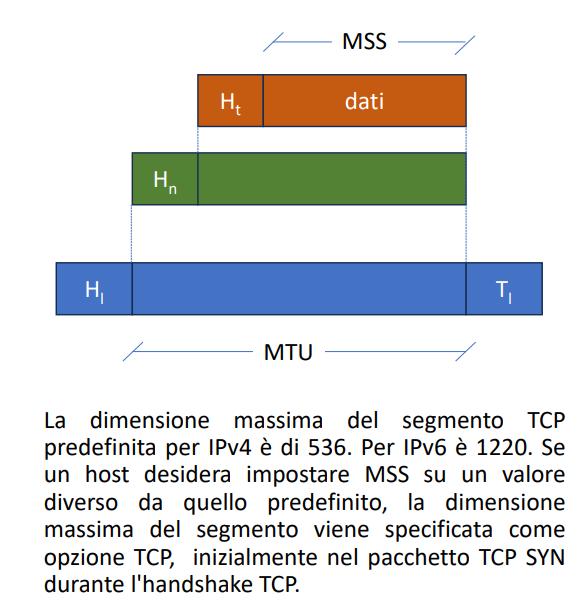 MSS
Ht dati
Hn
Hl Tl
MTU
La dimensione massima del segmento TCP
predefinita per IPv4 è di 536. Per IPv6 è 1220. Se
un host desidera impostare MSS su un valore
diverso da quello predefinito, la dimensione
massima del segmento viene specificata come
opzione TCP, inizialmente nel pacchetto TCP SYN
durante l'handshake TCP.